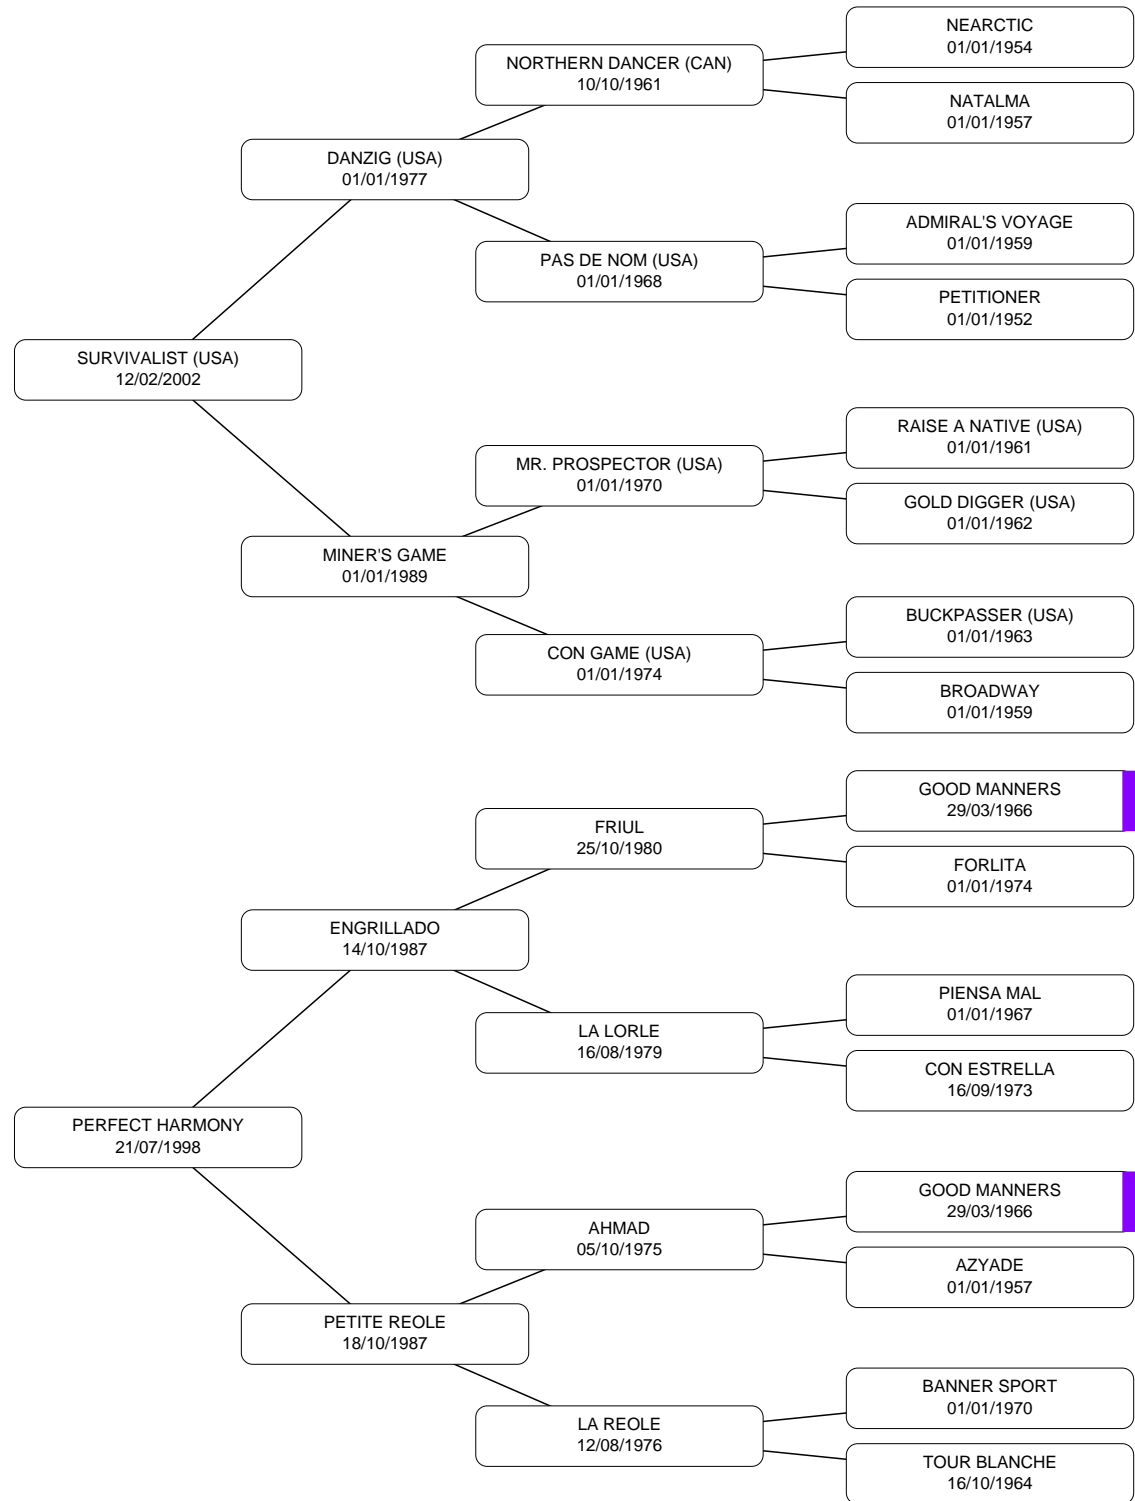 NEARCTIC
01/01/1954
NORTHERN DANCER (CAN)
10/10/1961
NATALMA
01/01/1957
DANZIG (USA)
01/01/1977
ADMIRAL'S VOYAGE
01/01/1959
PAS DE NOM (USA)
01/01/1968
PETITIONER
01/01/1952
SURVIVALIST (USA)
12/02/2002
RAISE A NATIVE (USA)
01/01/1961
MR. PROSPECTOR (USA)
01/01/1970
GOLD DIGGER (USA)
01/01/1962
MINER'S GAME
01/01/1989
BUCKPASSER (USA)
01/01/1963
CON GAME (USA)
01/01/1974
BROADWAY
01/01/1959
GOOD MANNERS
29/03/1966
FRIUL
25/10/1980
FORLITA
01/01/1974
ENGRILLADO
14/10/1987
PIENSA MAL
01/01/1967
LA LORLE
16/08/1979
CON ESTRELLA
16/09/1973
PERFECT HARMONY
21/07/1998
GOOD MANNERS
29/03/1966
AHMAD
05/10/1975
AZYADE
01/01/1957
PETITE REOLE
18/10/1987
BANNER SPORT
01/01/1970
LA REOLE
12/08/1976
TOUR BLANCHE
16/10/1964